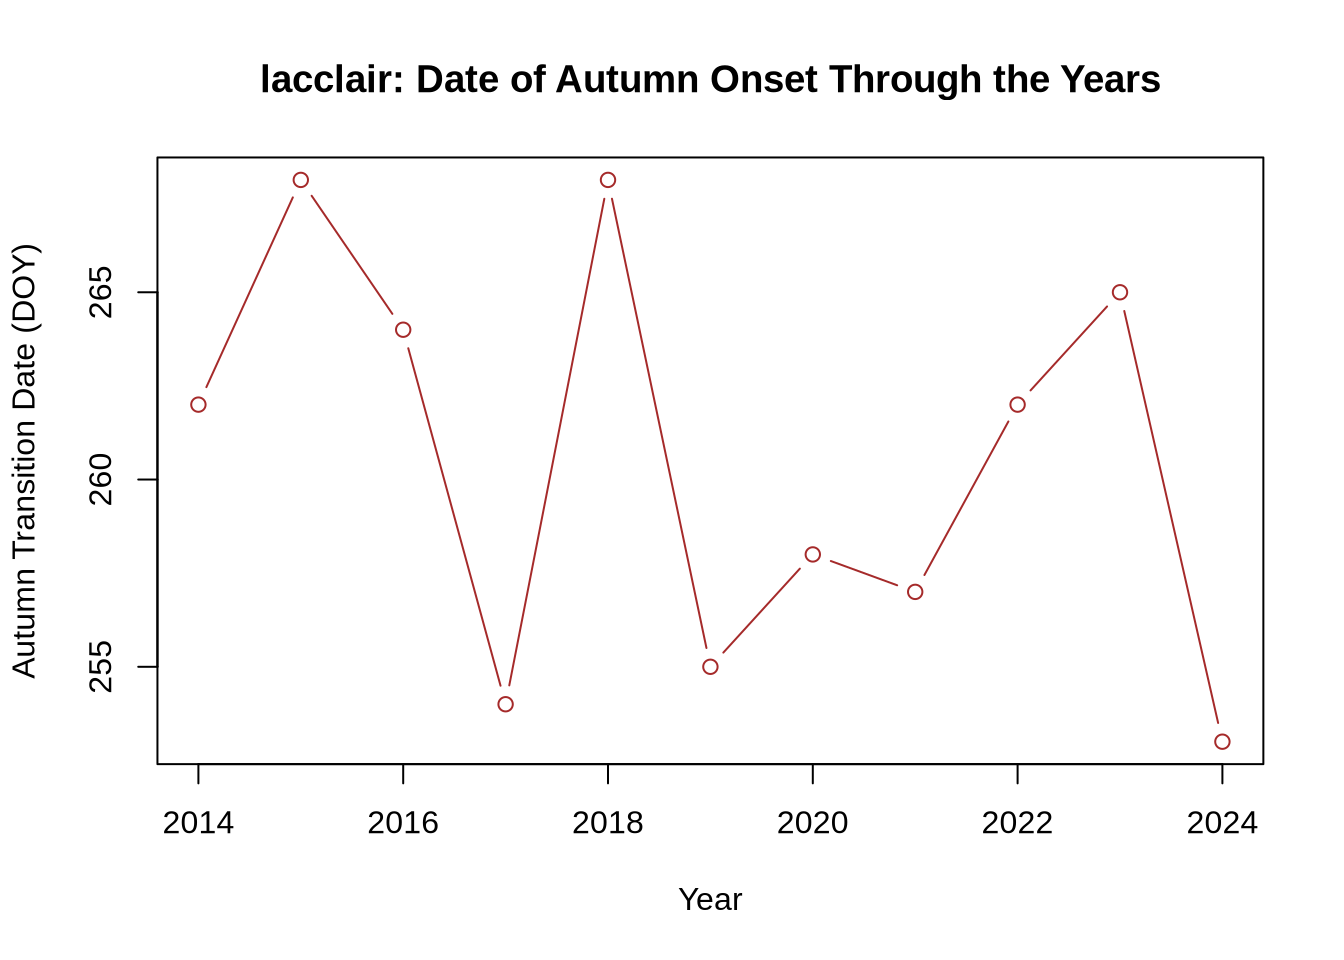 lacclair: Date of Autumn Onset Through the Years
Autumn Transition Date (DOY)
265
260
255
2014 2016 2018 2020 2022 2024
Year